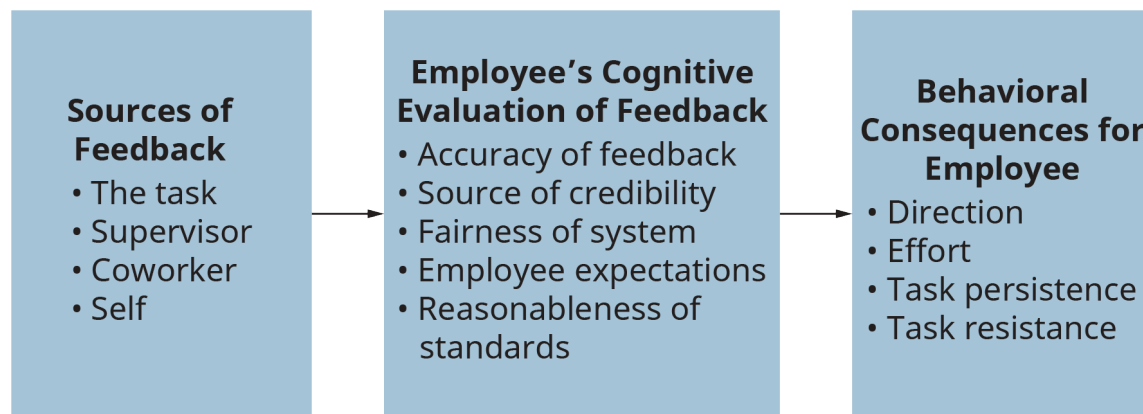 Sources of
Feedback
• The task
• Supervisor
• Coworker
• Self
Employee’s Cognitive
Evaluation of Feedback
• Accuracy of feedback
• Source of credibility
• Fairness of system
• Employee expectations
• Reasonableness of
standards
Behavioral
Consequences for
Employee
• Direction
• Effort
• Task persistence
• Task resistance